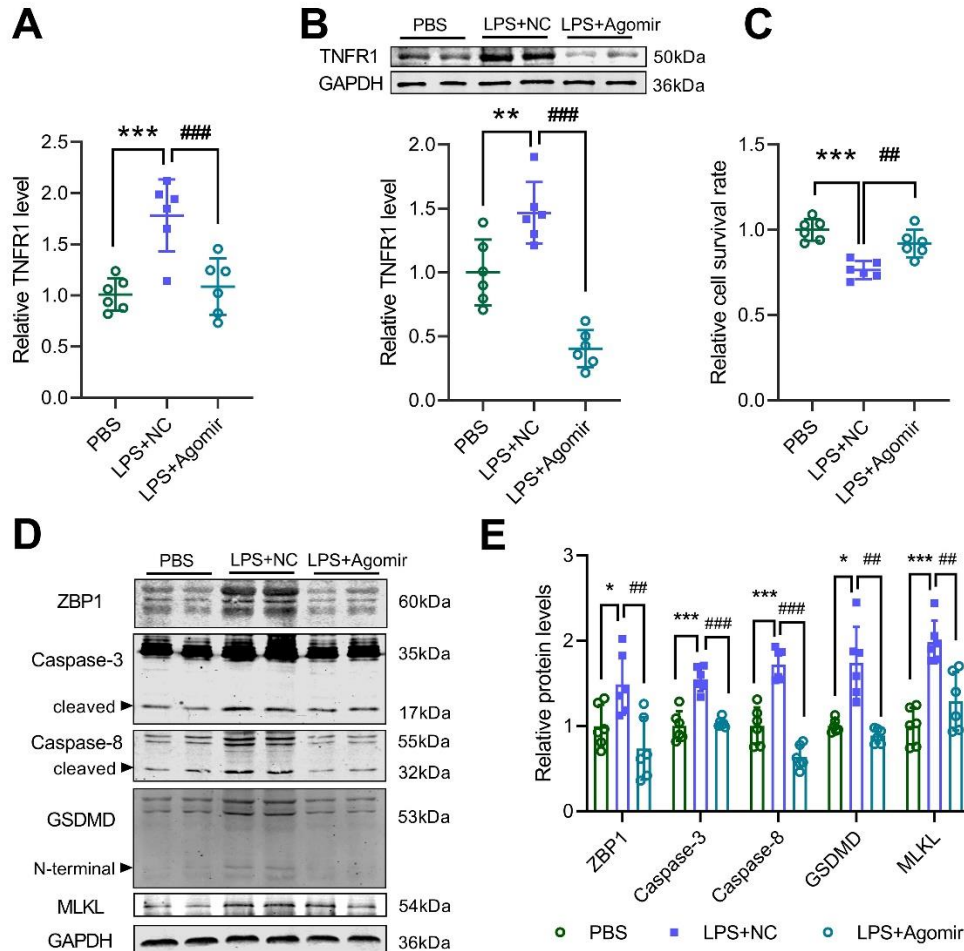 A
Relative TNFR1 level
2.5
2.0
1.5
1.0
0.5
0.0
***
###
PBS
LPS+NC
LPS+Agomir
B
PBS LPS+NC LPS+Agomir
TNFR1 50kDa
GAPDH 36kDa
Relative TNFR1 level
2.0
1.5
1.0
0.5
0.0
**
###
PBS
LPS+NC
LPS+Agomir
C
Relative cell survival rate
1.5
1.0
0.5
0.0
***
##
PBS
LPS+NC
LPS+Agomir
D
PBS LPS+NC LPS+Agomir
ZBP1 60kDa
Caspase-3 35kDa
cleaved 17kDa
Caspase-8 55kDa
cleaved 32kDa
GSDMD 53kDa
N-terminal
MLKL 54kDa
GAPDH 36kDa
E
Relative protein levels
3
2
1
0
* ##
*** ###
*** ###
* ##
*** ##
ZBP1
Caspase-3
Caspase-8
GSDMD
MLKL
PBS LPS+NC LPS+Agomir